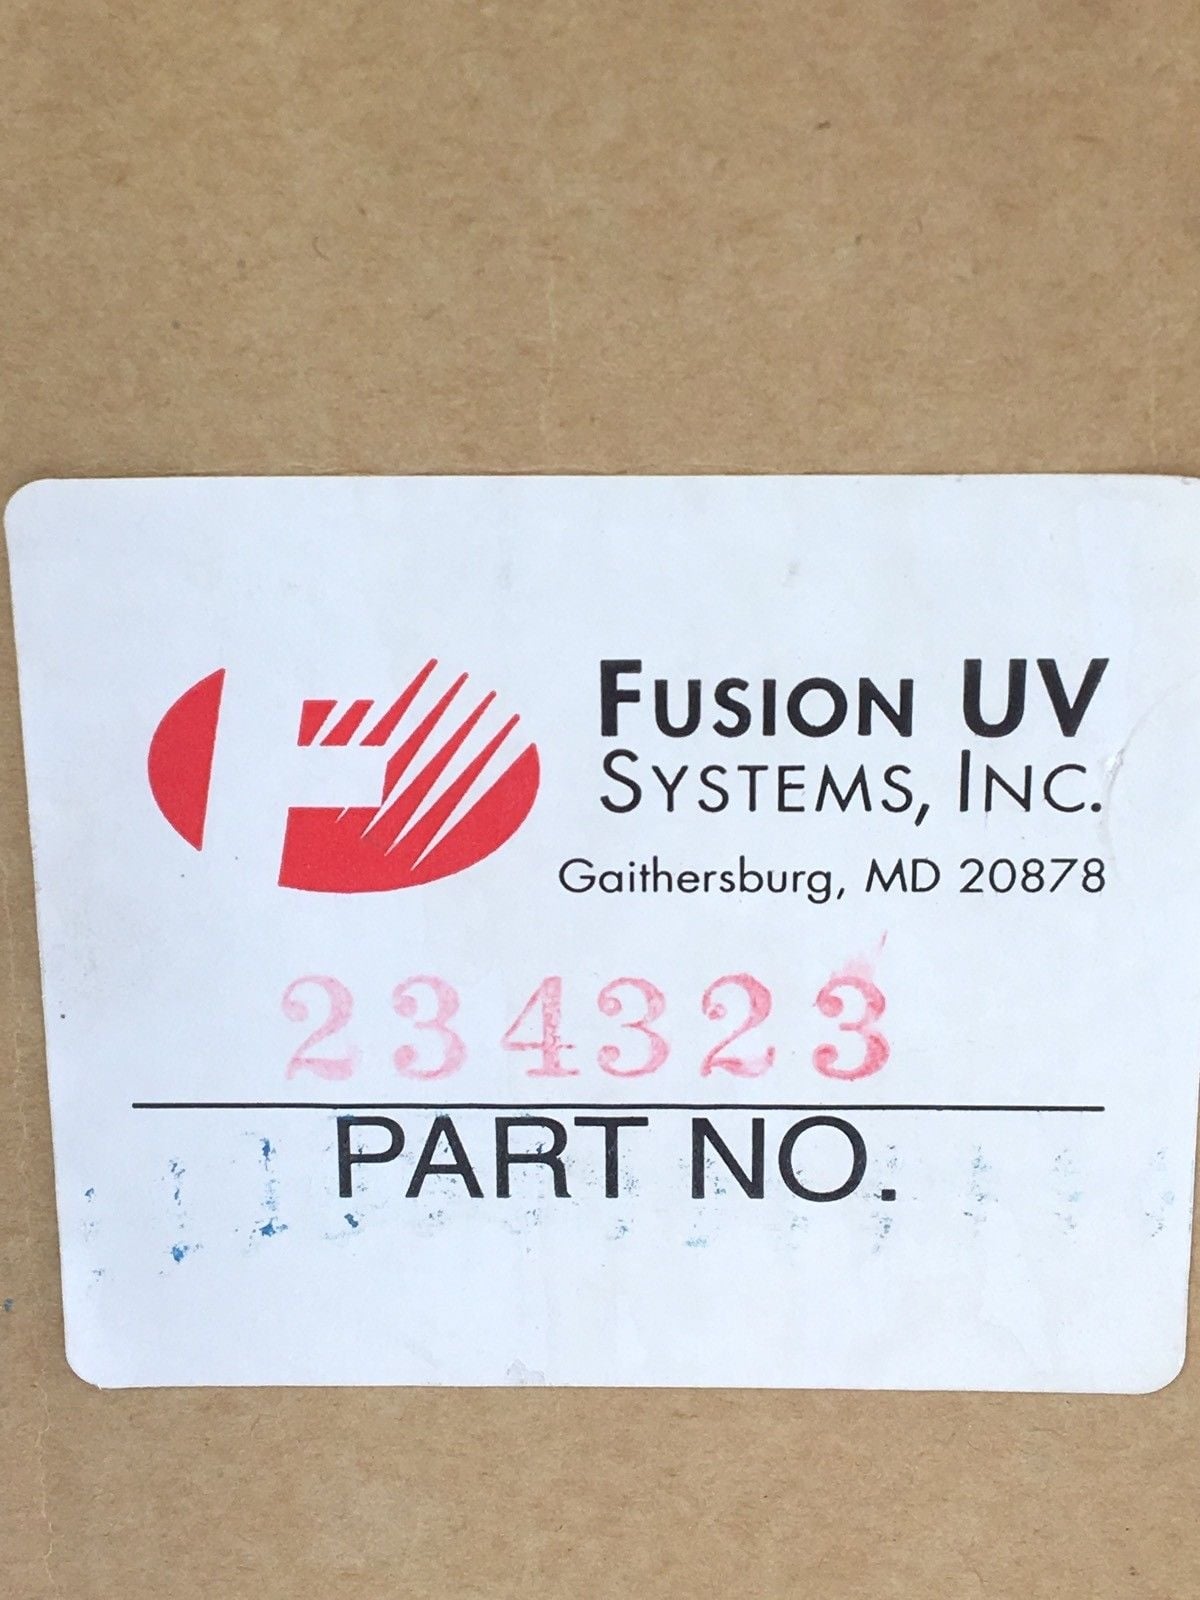 FUSION UV
SYSTEMS, INC.
Gaithersburg, MD 20878
234323
PART NO.